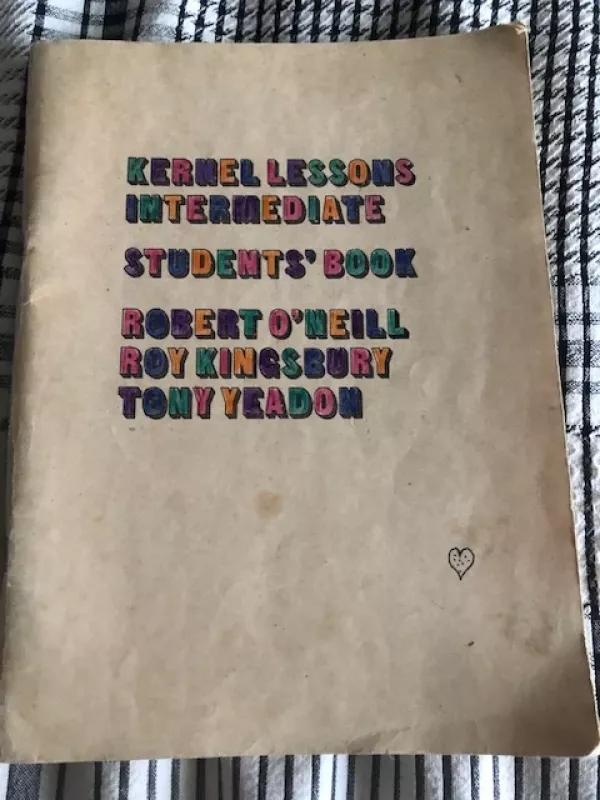 KERNEL LESSONS
INTERMEDIATE
STUDENTS' BOOK
ROBERT O'NEILL
ROY KINGSBURY
TONY YEADON